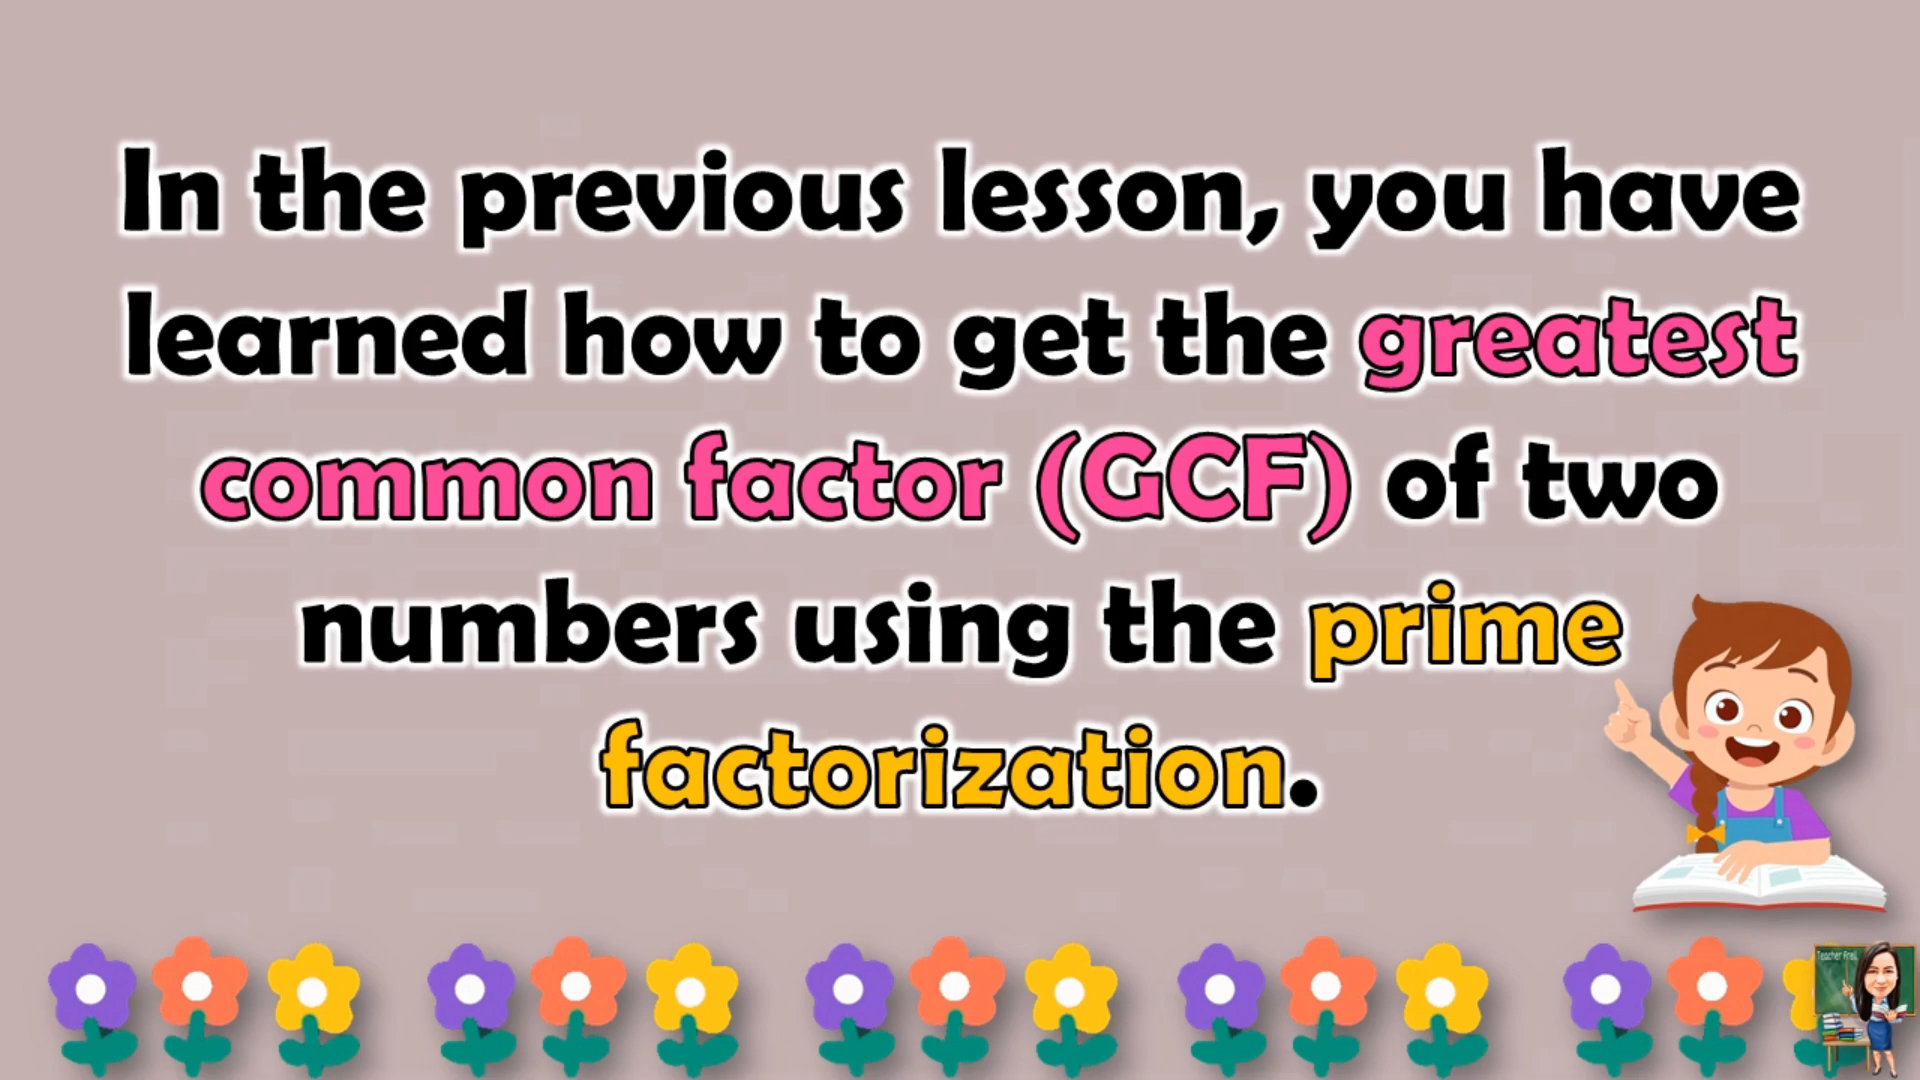 In the previous lesson, you have
learned how to get the greatest
common factor (GCF) of two
numbers using the prime
factorization.